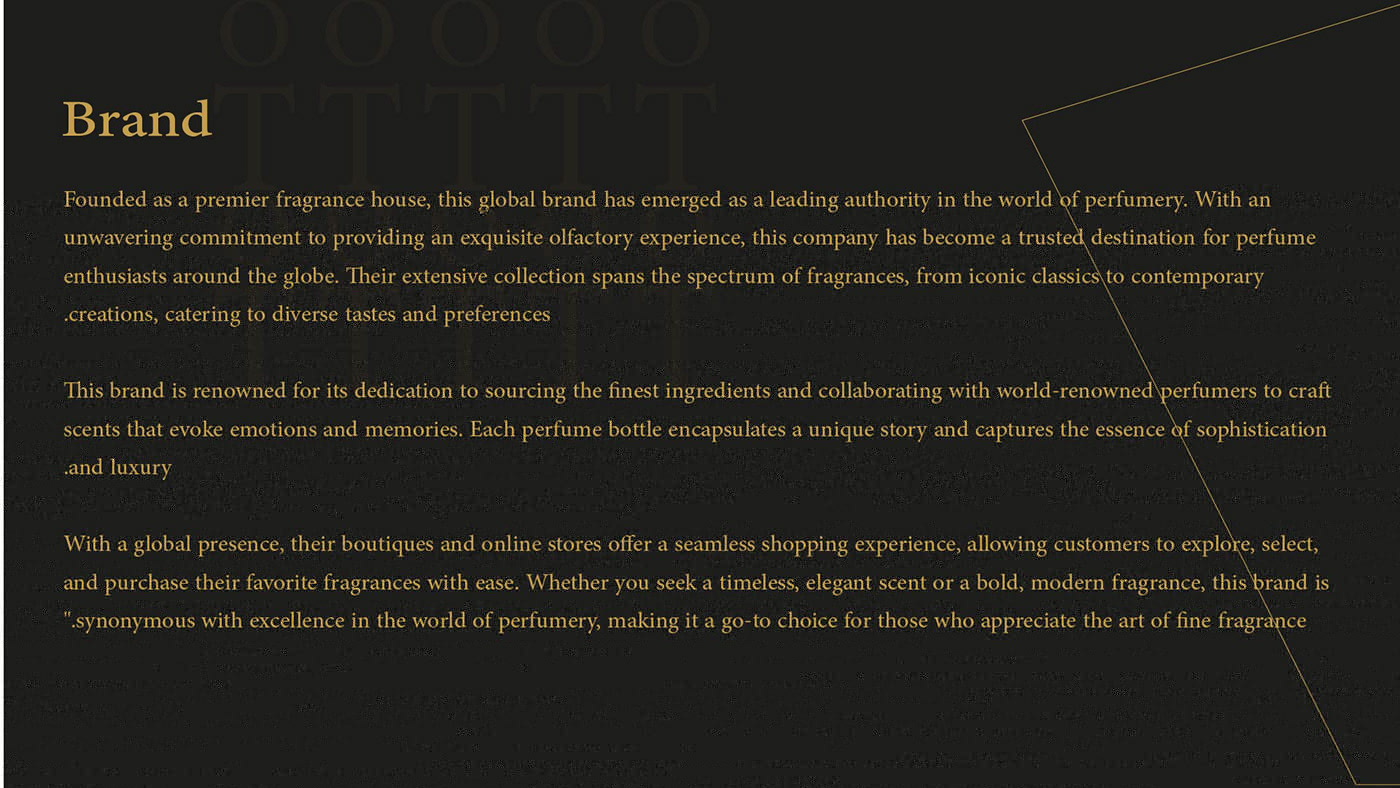 O O O O O
T T T T T
Brand
Founded as a premier fragrance house, this global brand has emerged as a leading authority in the world of perfumery. With an
unwavering commitment to providing an exquisite olfactory experience, this company has become a trusted destination for perfume
enthusiasts around the globe. Their extensive collection spans the spectrum of fragrances, from iconic classics to contemporary
.creations, catering to diverse tastes and preferences
This brand is renowned for its dedication to sourcing the finest ingredients and collaborating with world-renowned perfumers to craft
scents that evoke emotions and memories. Each perfume bottle encapsulates a unique story and captures the essence of sophistication
.and luxury
With a global presence, their boutiques and online stores offer a seamless shopping experience, allowing customers to explore, select,
and purchase their favorite fragrances with ease. Whether you seek a timeless, elegant scent or a bold, modern fragrance, this brand is
".synonymous with excellence in the world of perfumery, making it a go-to choice for those who appreciate the art of fine fragrance